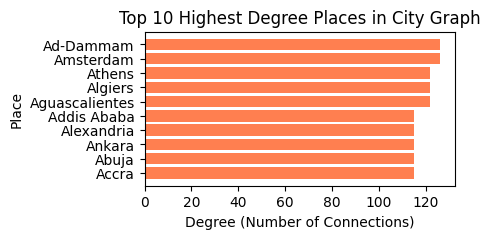 Top 10 Highest Degree Places in City Graph
Place
Ad-Dammam
Amsterdam
Athens
Algiers
Aguascalientes
Addis Ababa
Alexandria
Ankara
Abuja
Accra
0 20 40 60 80 100 120
Degree (Number of Connections)